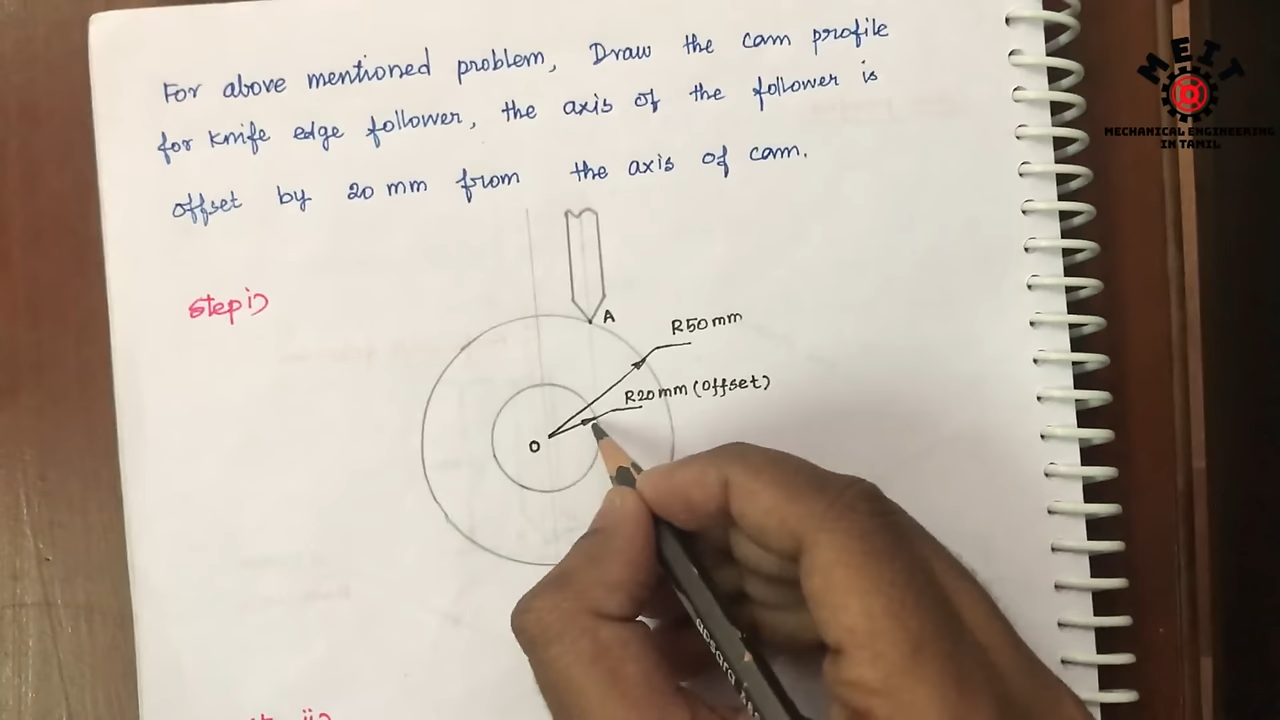 For above mentioned problem, Draw the cam profile
for Knife edge follower, the axis of the follower is
offset by 20 mm from the axis of cam.
Step i)
A
R50mm
R20mm (offset)
O
MEIT
MECHANICAL ENGINEERING
IN TAMIL
apsara